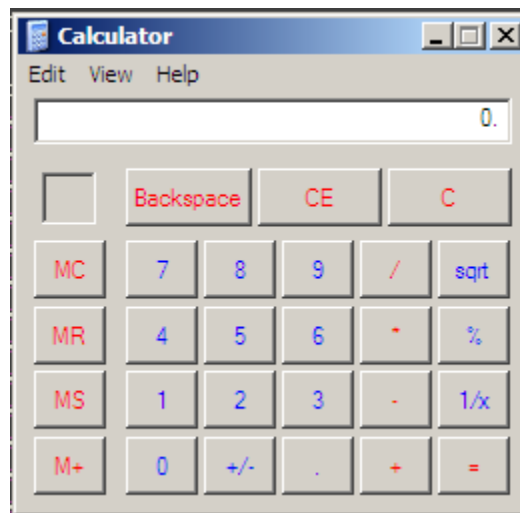 Calculator
Edit View Help
0.
Backspace CE C
MC 7 8 9 / sqrt
MR 4 5 6 * %
MS 1 2 3 - 1/x
M+ 0 +/- . + =